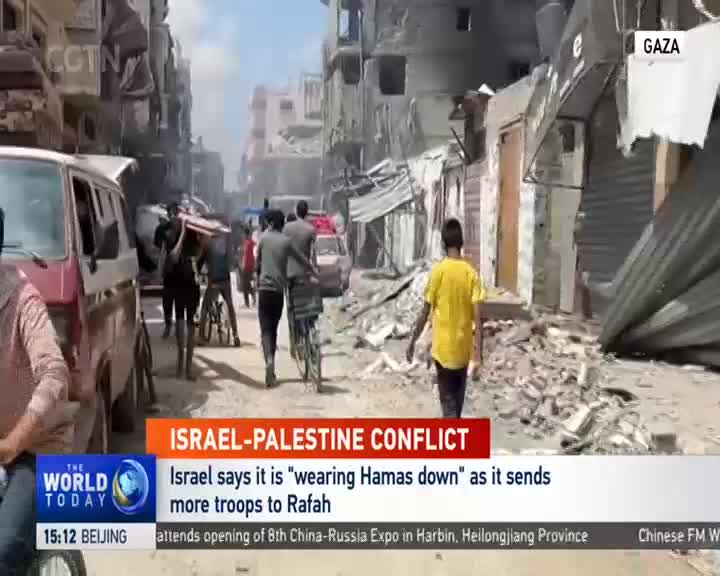 CGTN
GAZA
ISRAEL-PALESTINE CONFLICT
Israel says it is "wearing Hamas down" as it sends
more troops to Rafah
THE
WORLD
TODAY
15:12 BEIJING
attends opening of 8th China-Russia Expo in Harbin, Heilongjiang Province Chinese FM W